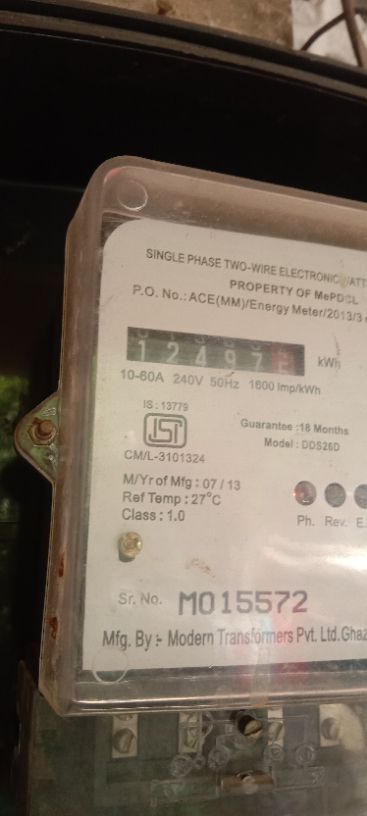 SINGLE PHASE TWO-WIRE ELECTRONIC WATT
PROPERTY OF MePDCL
P.O. No.: ACE(MM)/Energy Meter/2013/3
12497 kWh
10-60A 240V 50Hz 1600 Imp/kWh
IS : 13779
ISI
CM/L-3101324
Guarantee :18 Months
Model : DDS26D
M/Yr of Mfg : 07 / 13
Ref Temp : 27°C
Class : 1.0
Ph. Rev. E.
Sr. No. M015572
Mfg. By :- Modern Transformers Pvt. Ltd. Ghaz